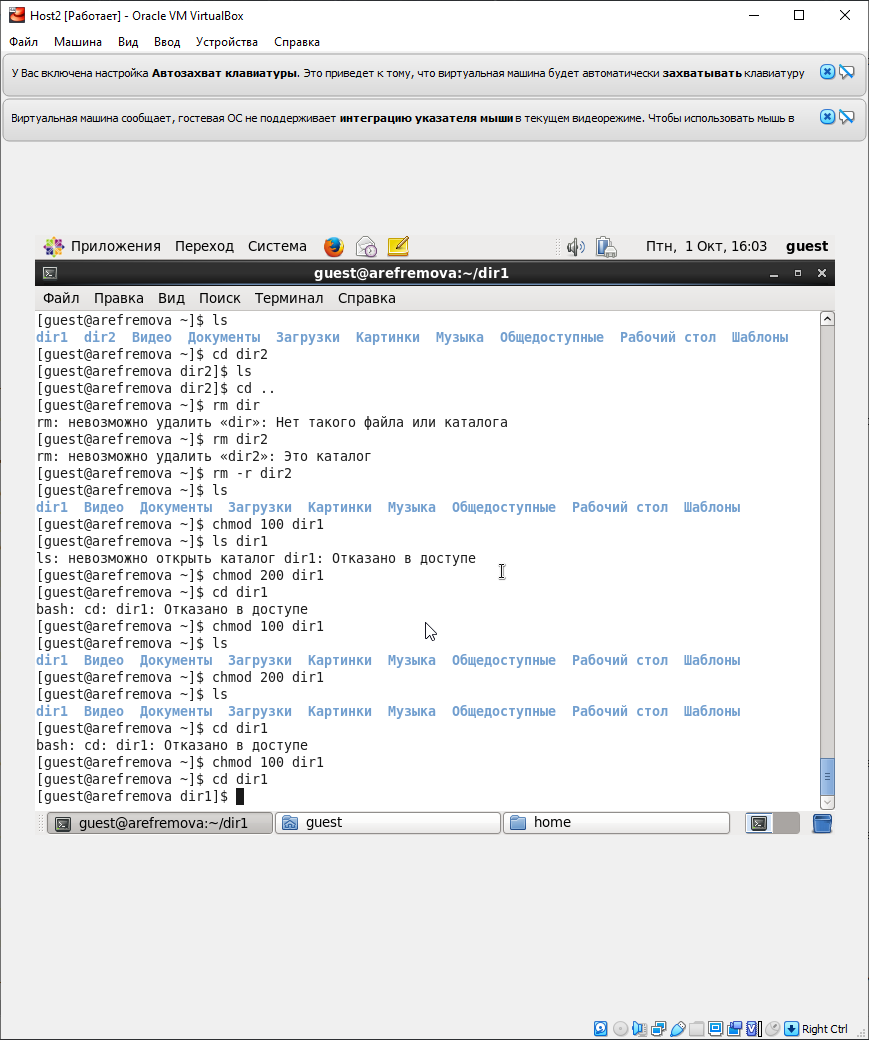 Host2 [Работает] - Oracle VM VirtualBox
Файл Машина Вид Ввод Устройства Справка
У Вас включена настройка Автозахват клавиатуры. Это приведет к тому, что виртуальная машина будет автоматически захватывать клавиатуру
Виртуальная машина сообщает, гостевая ОС не поддерживает интеграцию указателя мыши в текущем видеорежиме. Чтобы использовать мышь в
Приложения Переход Система Птн, 1 Окт, 16:03 guest
guest@arefremova:~/dir1
Файл Правка Вид Поиск Терминал Справка
[guest@arefremova ~]$ ls
dir1 dir2 Видео Документы Загрузки Картинки Музыка Общедоступные Рабочий стол Шаблоны
[guest@arefremova ~]$ cd dir2
[guest@arefremova dir2]$ ls
[guest@arefremova dir2]$ cd ..
[guest@arefremova ~]$ rm dir
rm: невозможно удалить «dir»: Нет такого файла или каталога
[guest@arefremova ~]$ rm dir2
rm: невозможно удалить «dir2»: Это каталог
[guest@arefremova ~]$ rm -r dir2
[guest@arefremova ~]$ ls
dir1 Видео Документы Загрузки Картинки Музыка Общедоступные Рабочий стол Шаблоны
[guest@arefremova ~]$ chmod 100 dir1
[guest@arefremova ~]$ ls dir1
ls: невозможно открыть каталог dir1: Отказано в доступе
[guest@arefremova ~]$ chmod 200 dir1
[guest@arefremova ~]$ cd dir1
bash: cd: dir1: Отказано в доступе
[guest@arefremova ~]$ chmod 100 dir1
[guest@arefremova ~]$ ls
dir1 Видео Документы Загрузки Картинки Музыка Общедоступные Рабочий стол Шаблоны
[guest@arefremova ~]$ chmod 200 dir1
[guest@arefremova ~]$ ls
dir1 Видео Документы Загрузки Картинки Музыка Общедоступные Рабочий стол Шаблоны
[guest@arefremova ~]$ cd dir1
bash: cd: dir1: Отказано в доступе
[guest@arefremova ~]$ chmod 100 dir1
[guest@arefremova ~]$ cd dir1
[guest@arefremova dir1]$
guest@arefremova:~/dir1 guest home
Right Ctrl